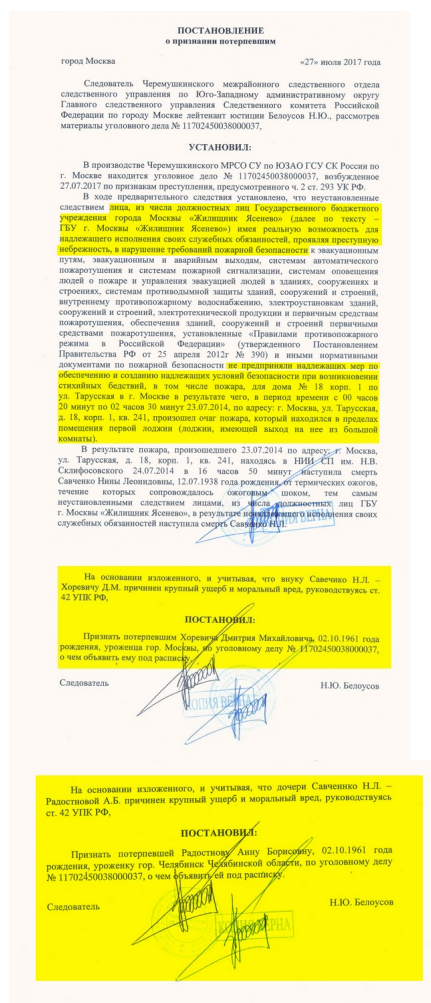 ПОСТАНОВЛЕНИЕ
о признании потерпевшим
город Москва «27» июля 2017 года
Следователь Черемушкинского межрайонного следственного отдела
следственного управления по Юго-Западному административному округу
Главного следственного управления Следственного комитета Российской
Федерации по городу Москве лейтенант юстиции Белоусов Н.Ю., рассмотрев
материалы уголовного дела № 11702450038000037,
УСТАНОВИЛ:
В производстве Черемушкинского МРСО СУ по ЮЗАО ГСУ СК России по
г. Москве находится уголовное дело № 11702450038000037, возбужденное
27.07.2017 по признакам преступления, предусмотренного ч. 2 ст. 293 УК РФ.
В ходе предварительного следствия установлено, что неустановленные
следствием лица, из числа должностных лиц Государственного бюджетного
учреждения города Москвы «Жилищник Ясенево» (далее по тексту –
ГБУ г. Москвы «Жилищник Ясенево») имея реальную возможность для
надлежащего исполнения своих служебных обязанностей, проявляя преступную
небрежность, в нарушение требований пожарной безопасности к эвакуационным
путям, эвакуационным и аварийным выходам, системам автоматического
пожаротушения и системам пожарной сигнализации, системам оповещения
людей о пожаре и управления эвакуацией людей в зданиях, сооружениях и
строениях, системам противодымной защиты зданий, сооружений и строений,
внутреннему противопожарному водоснабжению, электроустановкам зданий,
сооружений и строений, электротехнической продукции и первичным средствам
пожаротушения, обеспечения зданий, сооружений и строений первичными
средствами пожаротушения, установленные «Правилами противопожарного
режима в Российской Федерации» (утвержденного Постановлением
Правительства РФ от 25 апреля 2012г № 390) и иными нормативными
документами по пожарной безопасности не предприняли надлежащих мер по
обеспечению и созданию надлежащих условий безопасности при возникновении
стихийных бедствий, в том числе пожара, для дома № 18 корп. 1 по
ул. Тарусская в г. Москве в результате чего, в период времени с 00 часов
20 минут по 02 часов 30 минут 23.07.2014, по адресу: г. Москва, ул. Тарусская,
д. 18, корп. 1, кв. 241, произошел очаг пожара, который находился в пределах
помещения первой лоджии (лоджии, имеющей выход на нее из большой
комнаты).
В результате пожара, произошедшего 23.07.2014 по адресу: г. Москва,
ул. Тарусская, д. 18, корп. 1, кв. 241, находясь в НИИ СП им. Н.В.
Склифосовского 24.07.2014 в 16 часов 50 минут наступила смерть
Савченко Нины Леонидовны, 12.07.1938 года рождения, от термических ожогов,
течение которых сопровождалось ожоговым шоком, тем самым
неустановленными следствием лицами, из числа должностных лиц ГБУ
г. Москвы «Жилищник Ясенево», в результате ненадлежащего исполнения своих
служебных обязанностей наступила смерть Савченко Н.Л.
КОПИЯ ВЕРНА
На основании изложенного, и учитывая, что внуку Савечико Н.Л. –
Хоревичу Д.М. причинен крупный ущерб и моральный вред, руководствуясь ст.
42 УПК РФ,
ПОСТАНОВИЛ:
Признать потерпевшим Хоревича Дмитрия Михайловича, 02.10.1961 года
рождения, уроженца гор. Москвы, по уголовному делу № 11702450038000037,
о чем объявить ему под расписку.
Следователь Н.Ю. Белоусов
КОПИЯ ВЕРНА
На основании изложенного, и учитывая, что дочери Савченнко Н.Л. –
Радостновой А.Б. причинен крупный ущерб и моральный вред, руководствуясь
ст. 42 УПК РФ,
ПОСТАНОВИЛ:
Признать потерпевшей Радостнову Анну Борисовну, 02.10.1961 года
рождения, уроженку гор. Челябинск Челябинской области, по уголовному делу
№ 11702450038000037, о чем объявить ей под расписку.
Следователь Н.Ю. Белоусов
КОПИЯ ВЕРНА